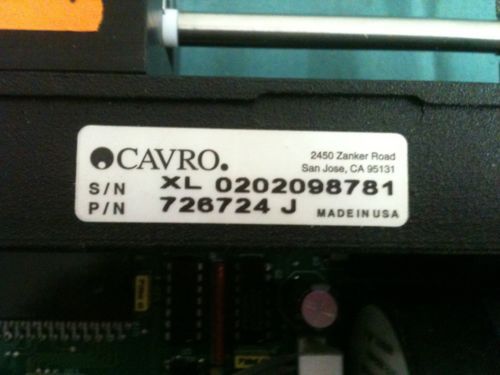 CAVRO.
2450 Zanker Road
San Jose, CA 95131
S/N XL 0202098781
P/N 726724 J MADE IN USA